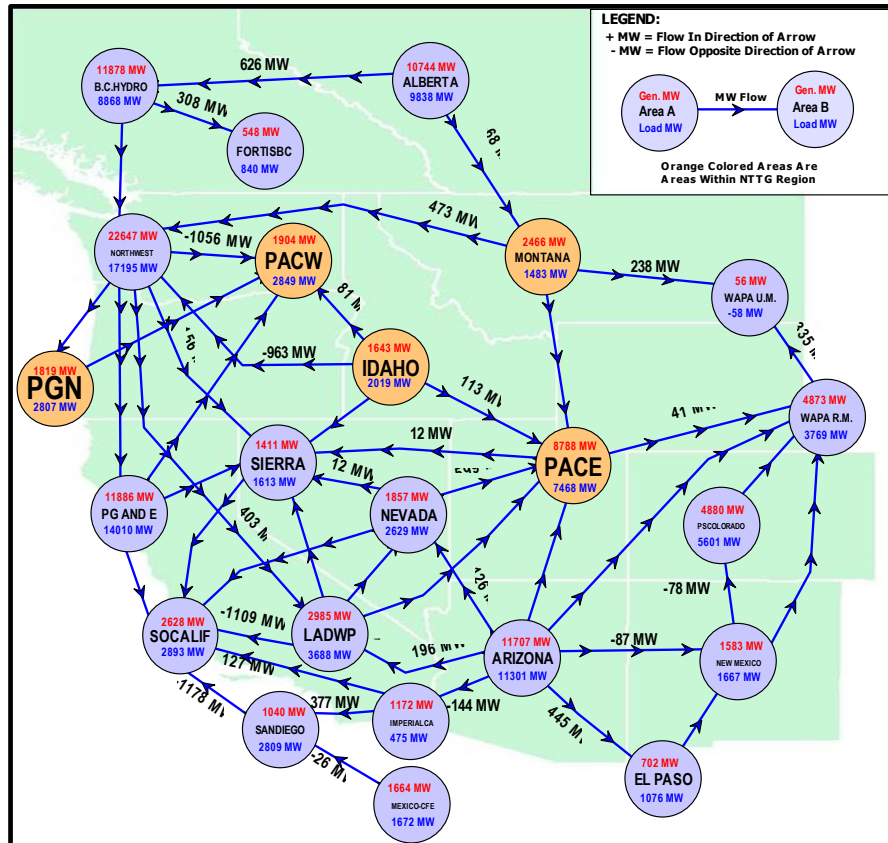 LEGEND:
+ MW = Flow In Direction of Arrow
- MW = Flow Opposite Direction of Arrow
Gen. MW
Area A
Load MW
MW Flow
Gen. MW
Area B
Load MW
Orange Colored Areas Are
Areas Within NTTG
Region
11878 MW
B.C.HYDRO
8868 MW
626 MW
10744 MW
ALBERTA
9838 MW
308 MW
548 MW
FORTISBC
840 MW
68
473 MW
22647 MW
NORTHWEST
17195 MW
-1056 MW
1904 MW
PACW
2849 MW
2466 MW
MONTANA
1483 MW
238 MW
56 MW
WAPA U.M.
-58 MW
81 M
335 M
-963 MW
1819 MW
PGN
2807 MW
1643 MW
IDAHO
2019 MW
113 MW
41 MW
4873 MW
WAPA R.M.
3769 MW
12 MW
1411 MW
SIERRA
1613 MW
12 MW
8788 MW
PACE
7468 MW
11886 MW
PG AND E
14010 MW
403 M
1857 MW
NEVADA
2629 MW
4880 MW
PSCOLORADO
5601 MW
-78 MW
2628 MW
SOCALIF
2893 MW
-1109 MW
2985 MW
LADWP
3688 MW
196 MW
11707 MW
ARIZONA
11301 MW
-87 MW
1583 MW
NEW MEXICO
1667 MW
127 MW
-1178 MW
377 MW
-144 MW
445 MW
1040 MW
SANDIEGO
2809 MW
1172 MW
IMPERIALCA
475 MW
-26 MW
1664 MW
MEXICO-CFE
1672 MW
702 MW
EL PASO
1076 MW